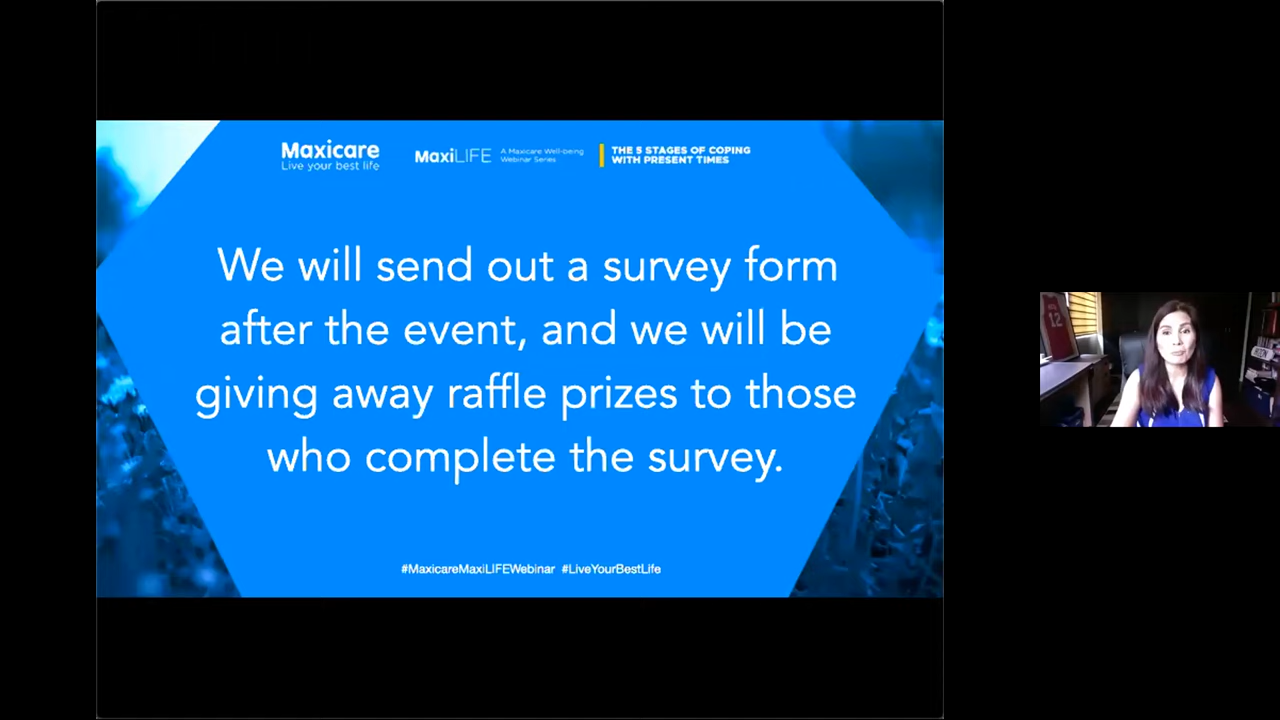 Maxicare
Live your best life
MaxiLIFE
A Maxicare Well-being
Webinar Series
THE 5 STAGES OF COPING
WITH PRESENT TIMES
We will send out a survey form
after the event, and we will be
giving away raffle prizes to those
who complete the survey.
#MaxicareMaxiLIFEWebinar #LiveYourBestLife
12